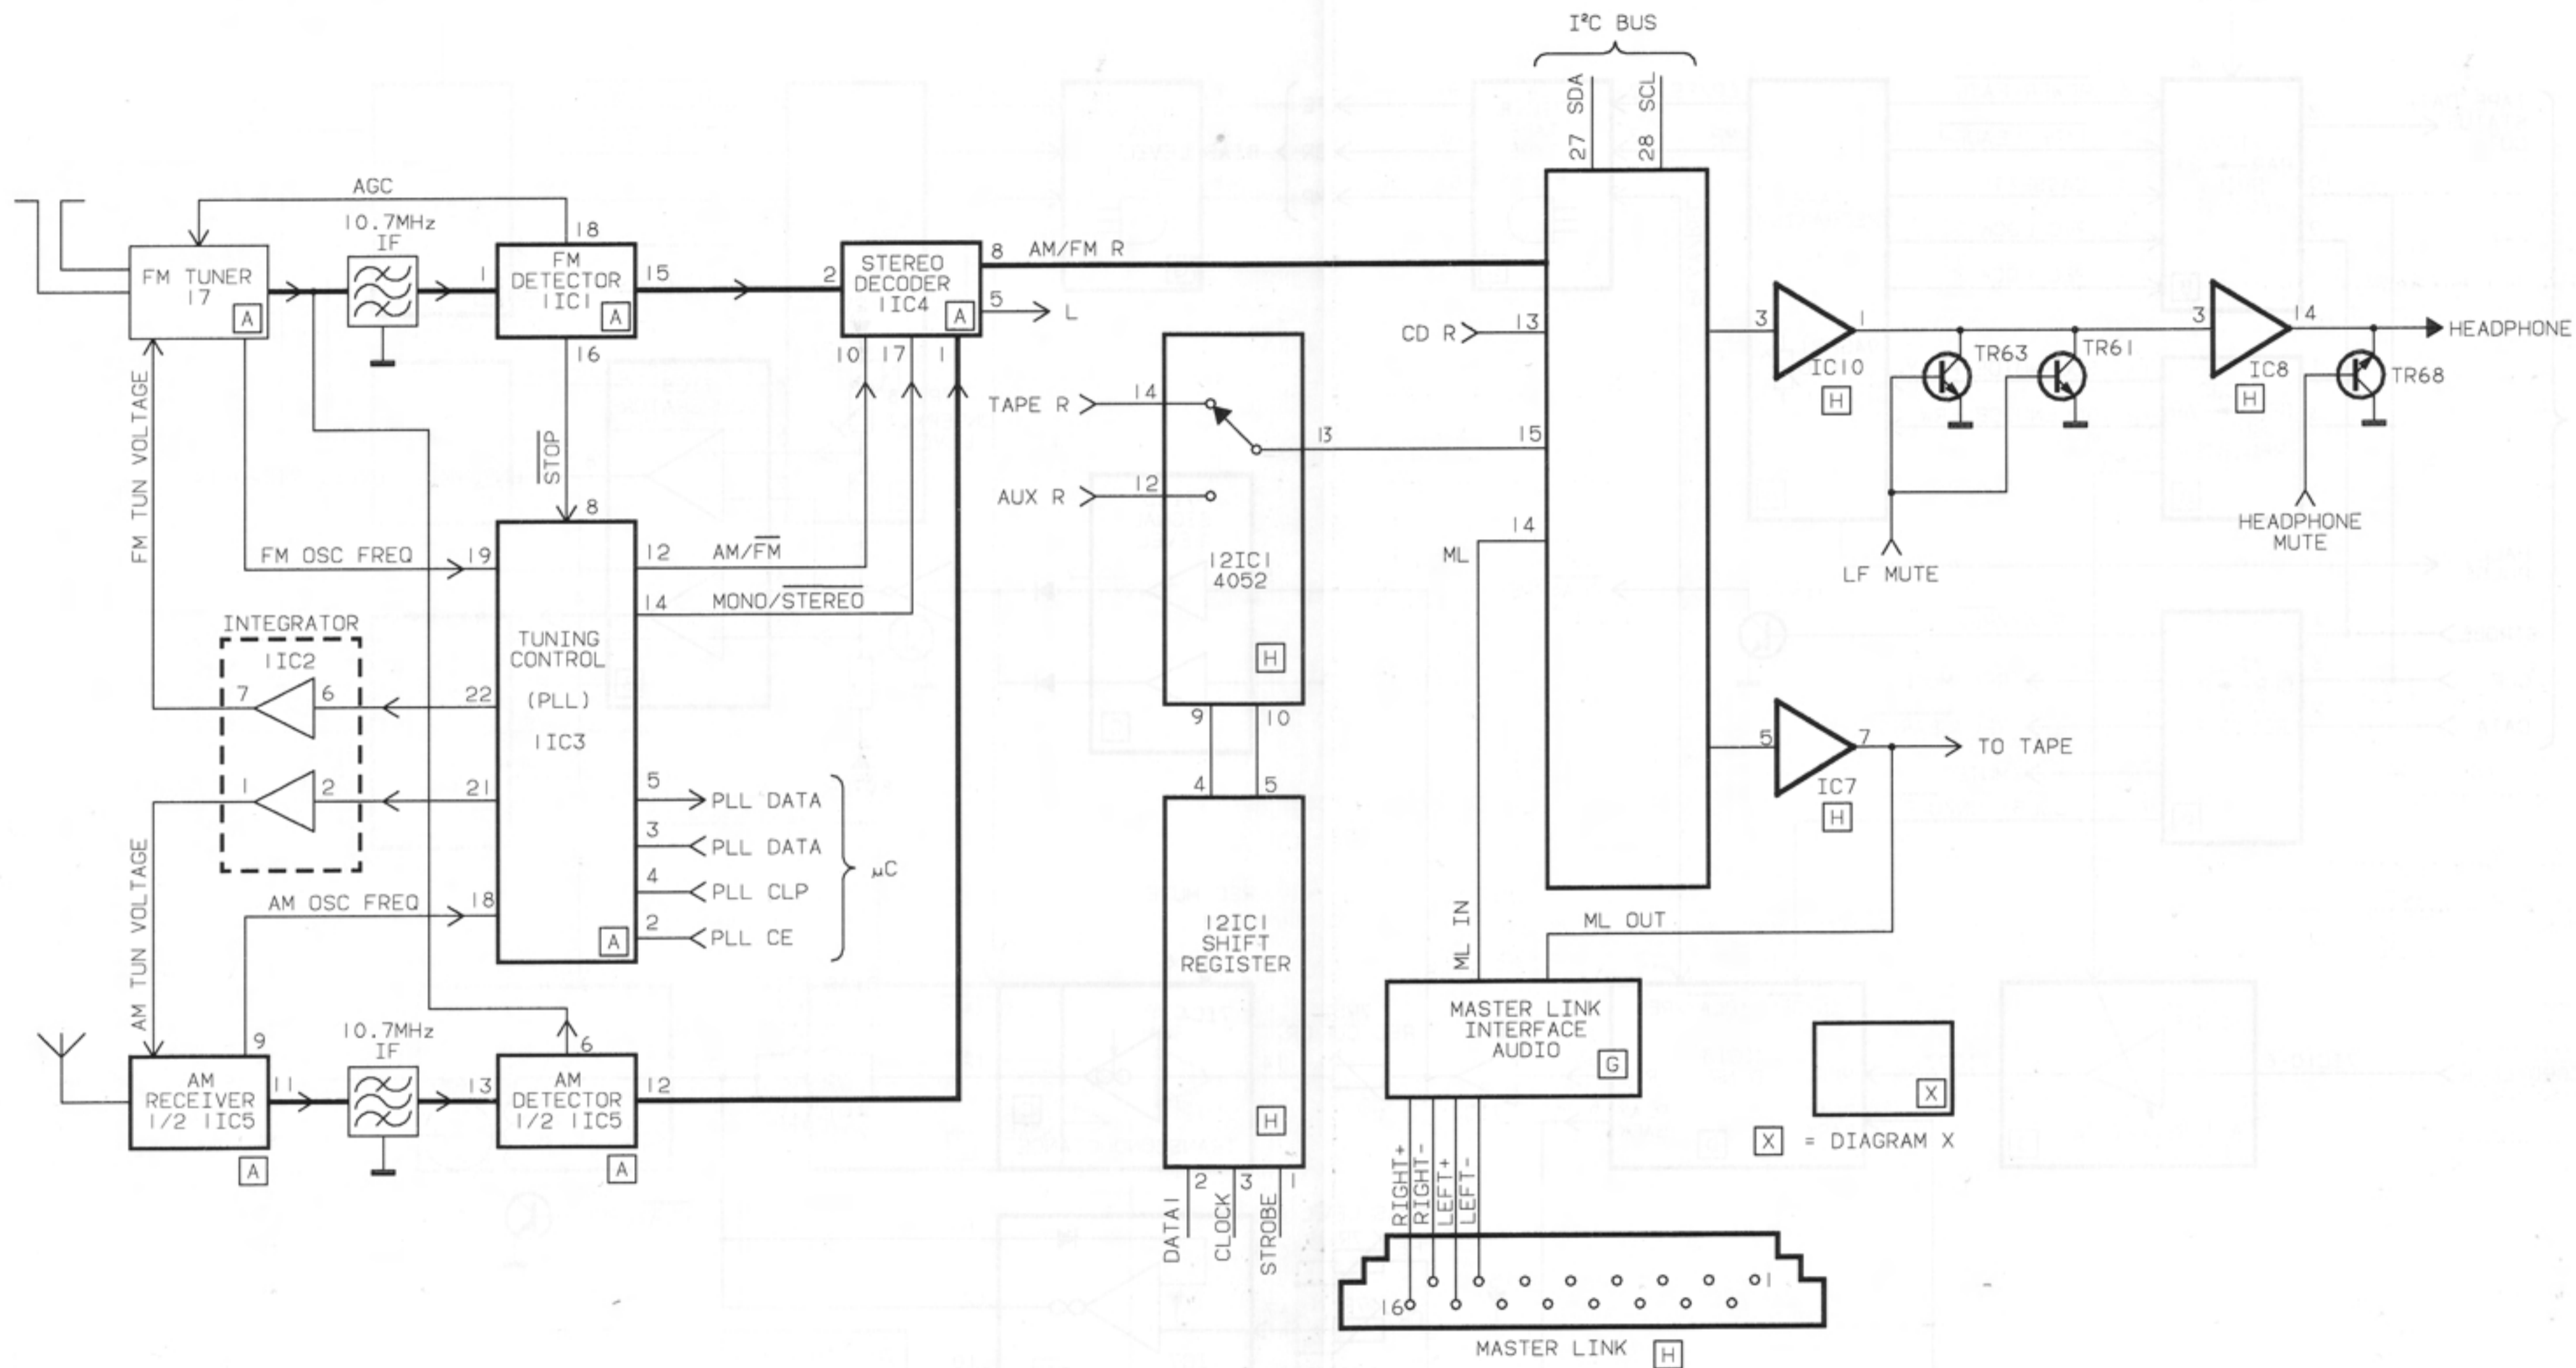 I²C BUS
27 SDA
28 SCL
AGC
10.7MHz
IF
18
FM TUNER
17
A
1
FM
DETECTOR
1IC1
A
15
16
2
STEREO
DECODER
1IC4
A
8
AM/FM R
5
L
10
17
1
FM TUN VOLTAGE
STOP
8
FM OSC FREQ
19
12
AM/FM
14
MONO/STEREO
INTEGRATOR
1IC2
7
6
22
1
2
21
TUNING
CONTROL
(PLL)
1IC3
A
5
PLL DATA
3
PLL DATA
4
PLL CLP
2
PLL CE
µC
AM TUN VOLTAGE
AM OSC FREQ
18
9
AM
RECEIVER
1/2 1IC5
A
11
10.7MHz
IF
13
6
AM
DETECTOR
1/2 1IC5
A
12
CD R
13
TAPE R
14
AUX R
12
13
15
12IC1
4052
H
9
10
4
5
12IC1
SHIFT
REGISTER
H
2
3
1
DATA1
CLOCK
STROBE
14
ML
ML IN
ML OUT
MASTER LINK
INTERFACE
AUDIO
G
RIGHT+
RIGHT-
LEFT+
LEFT-
1
16
MASTER LINK
H
3
1
IC10
H
TR63
TR61
LF MUTE
3
14
IC8
H
HEADPHONE
TR68
HEADPHONE
MUTE
5
7
TO TAPE
IC7
H
X
X = DIAGRAM X